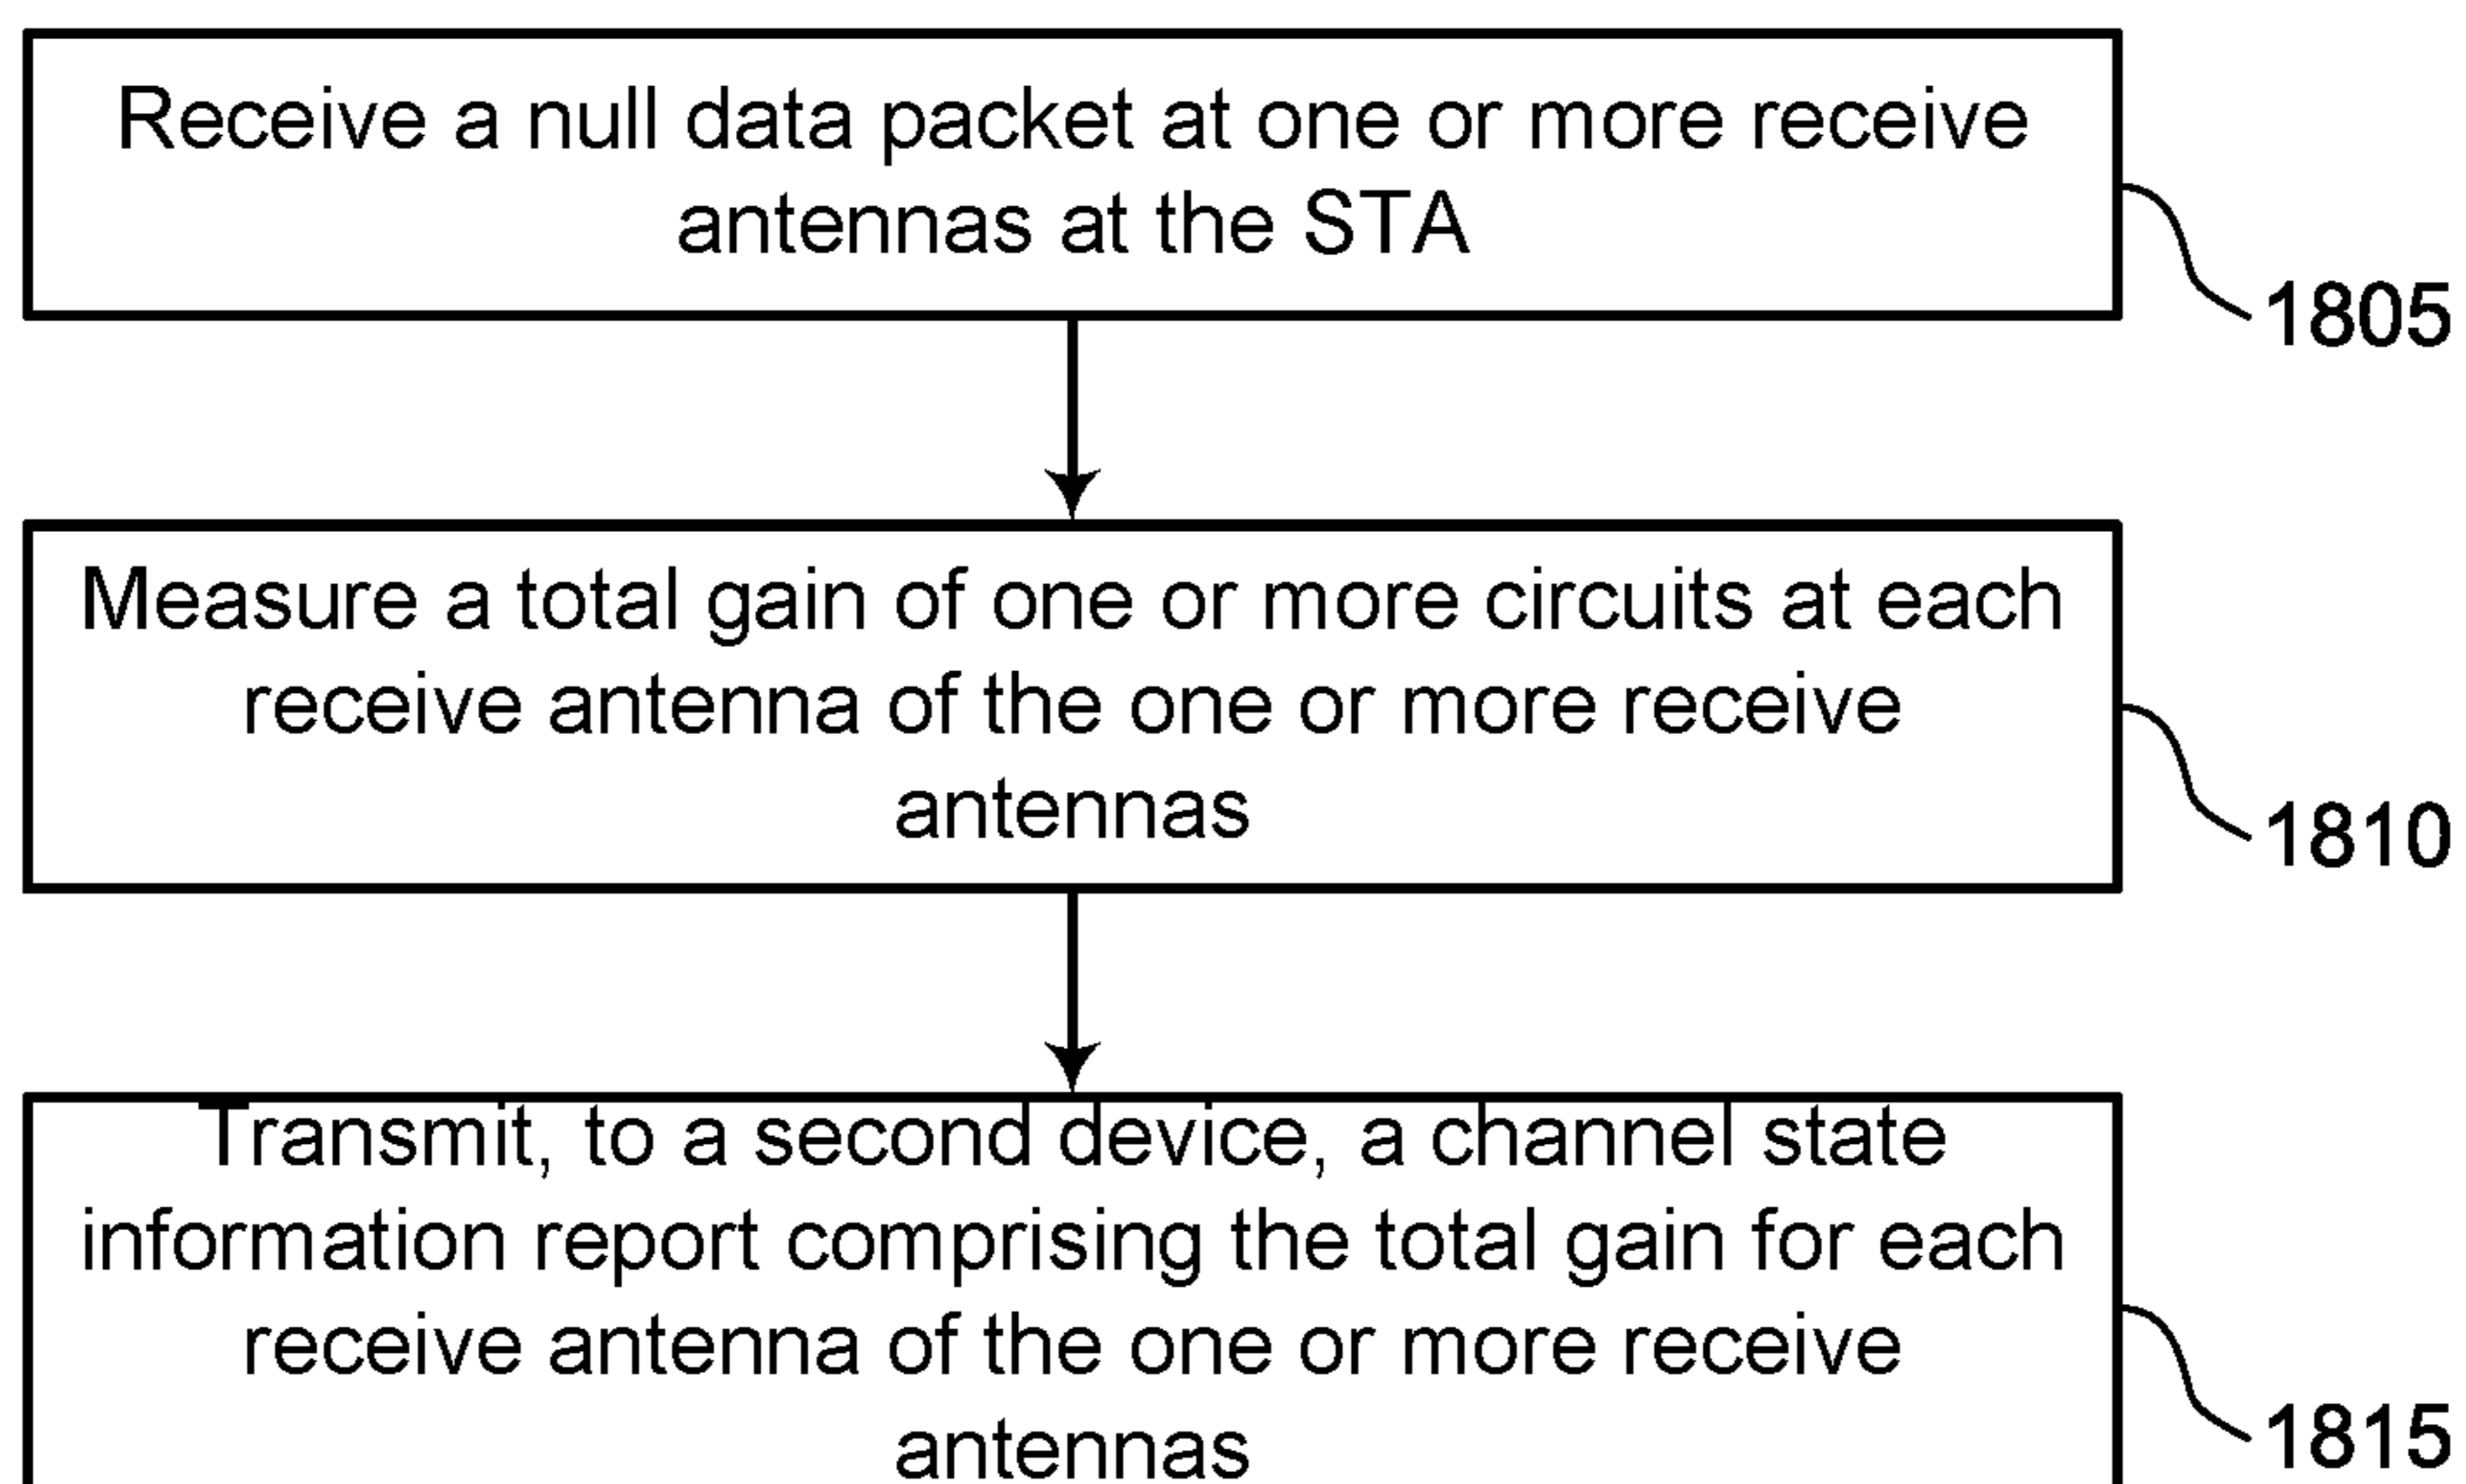 Receive a null data packet at one or more receive
antennas at the STA
1805
Measure a total gain of one or more circuits at each
receive antenna of the one or more receive
antennas
1810
Transmit, to a second device, a channel state
information report comprising the total gain for each
receive antenna of the one or more receive
antennas
1815